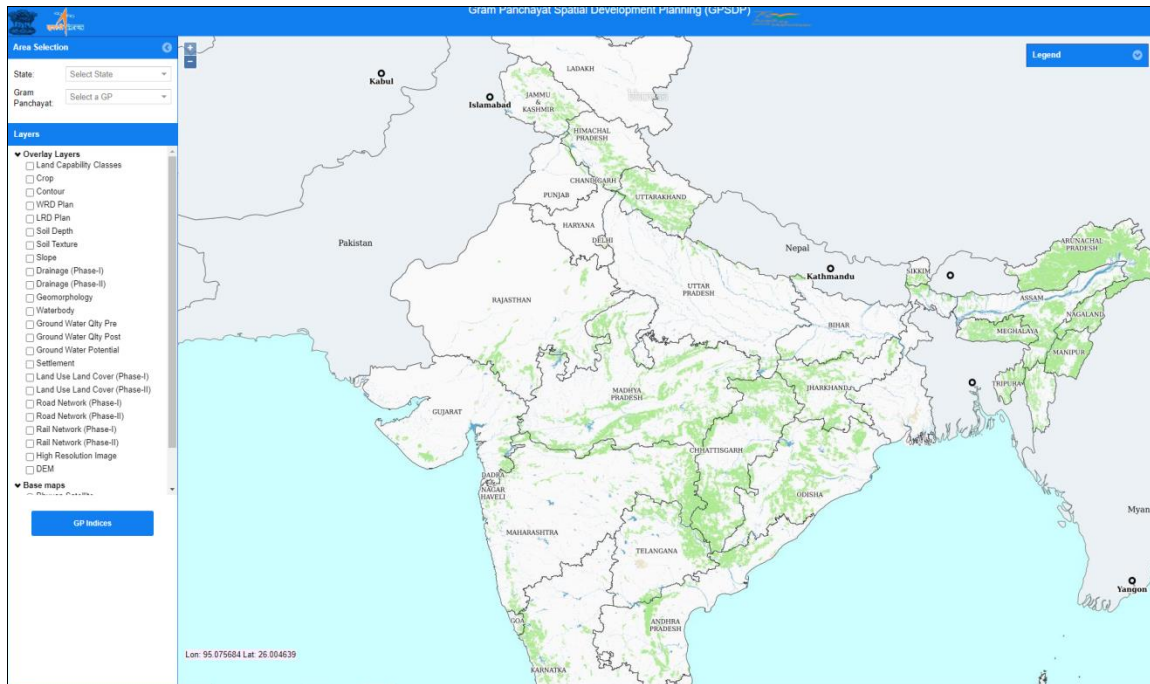 Gram Panchayat Spatial Development Planning (GPSDP)
Area Selection
State:
Select State
Gram
Panchayat:
Select a GP
Layers
Overlay Layers
Land Capability Classes
Crop
Contour
WRD Plan
LRD Plan
Soil Depth
Soil Texture
Slope
Drainage (Phase-I)
Drainage (Phase-II)
Geomorphology
Waterbody
Ground Water Qlty Pre
Ground Water Qlty Post
Ground Water Potential
Settlement
Land Use Land Cover (Phase-I)
Land Use Land Cover (Phase-II)
Road Network (Phase-I)
Road Network (Phase-II)
Rail Network (Phase-I)
Rail Network (Phase-II)
High Resolution Image
DEM
Base maps
GP Indices
+
−
Legend
Kabul
Islamabad
LADAKH
JAMMU
&
KASHMIR
HIMACHAL
PRADESH
CHANDIGARH
PUNJAB
UTTARAKHAND
HARYANA
DELHI
Pakistan
Nepal
Kathmandu
SIKKIM
ARUNACHAL
PRADESH
RAJASTHAN
UTTAR
PRADESH
ASSAM
NAGALAND
BIHAR
MEGHALAYA
MANIPUR
TRIPURA
GUJARAT
MADHYA
PRADESH
JHARKHAND
CHHATTISGARH
DADRA
&
NAGAR
HAVELI
ODISHA
MAHARASHTRA
TELANGANA
Myan
Yangon
GOA
ANDHRA
PRADESH
KARNATKA
Lon: 95.075684 Lat: 26.004639